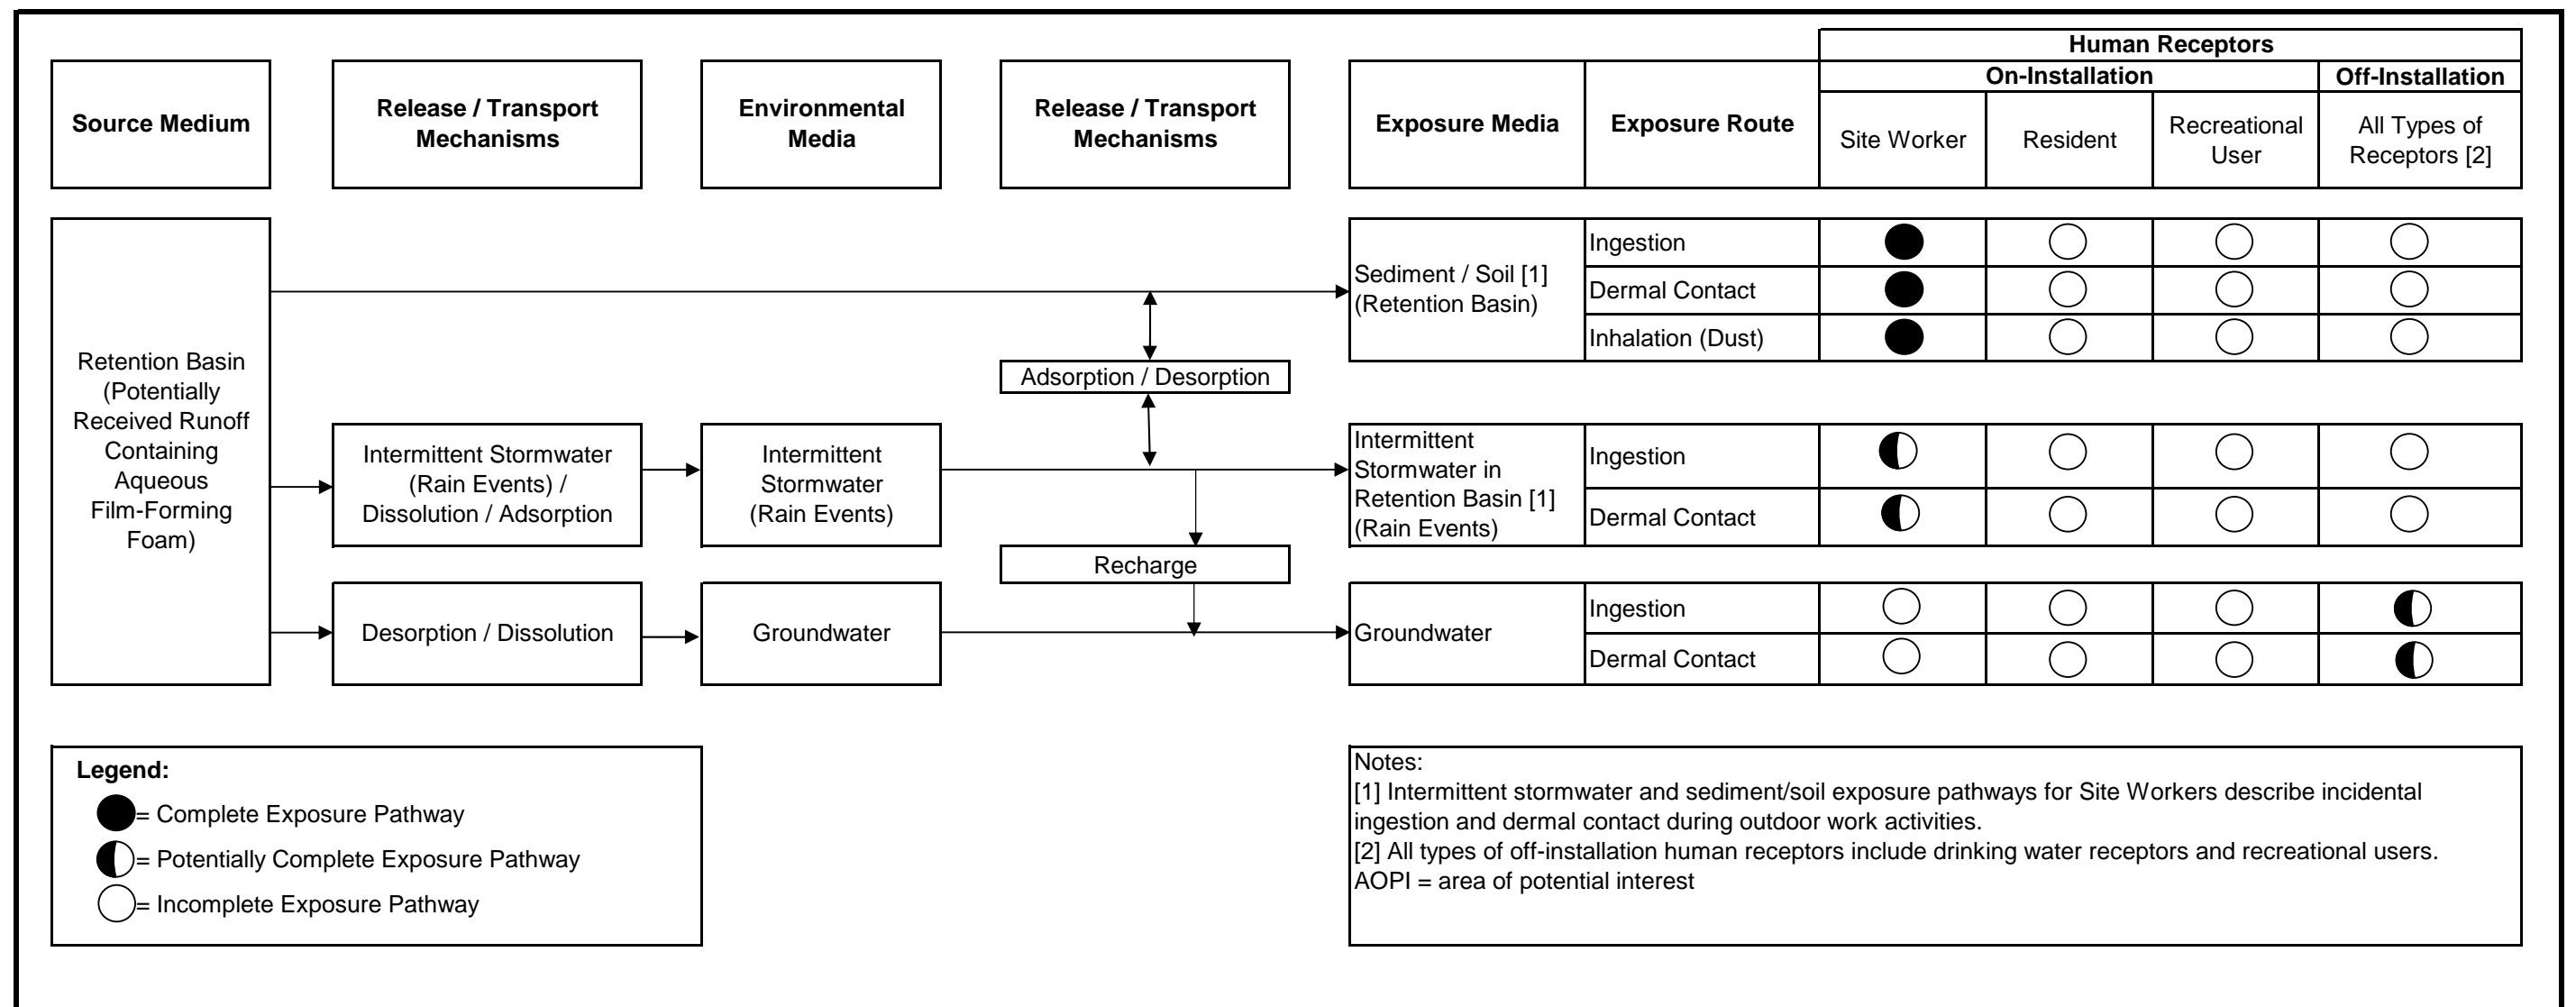 Human Receptors
On-Installation
Off-Installation
Source Medium
Release / Transport
Mechanisms
Environmental
Media
Release / Transport
Mechanisms
Exposure Media
Exposure Route
Site Worker
Resident
Recreational
User
All Types of
Receptors [2]
Retention Basin
(Potentially
Received Runoff
Containing
Aqueous
Film-Forming
Foam)
Sediment / Soil [1]
(Retention Basin)
Ingestion
Dermal Contact
Inhalation (Dust)
Adsorption / Desorption
Intermittent Stormwater
(Rain Events) /
Dissolution / Adsorption
Intermittent
Stormwater
(Rain Events)
Intermittent
Stormwater in
Retention Basin [1]
(Rain Events)
Ingestion
Dermal Contact
Recharge
Desorption / Dissolution
Groundwater
Groundwater
Ingestion
Dermal Contact
Legend:
= Complete Exposure Pathway
= Potentially Complete Exposure Pathway
= Incomplete Exposure Pathway
Notes:
[1] Intermittent stormwater and sediment/soil exposure pathways for Site Workers describe incidental
ingestion and dermal contact during outdoor work activities.
[2] All types of off-installation human receptors include drinking water receptors and recreational users.
AOPI = area of potential interest